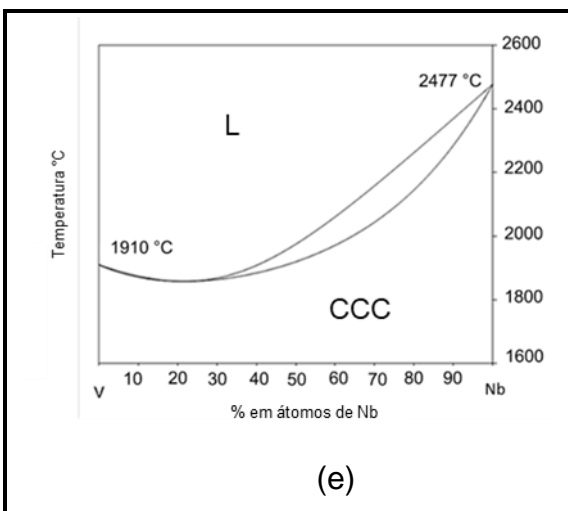 2600
2477 °C
2400
L
2200
Temperatura °C
2000
1910 °C
1800
CCC
1600
V 10 20 30 40 50 60 70 80 90 Nb
% em átomos de Nb
(e)